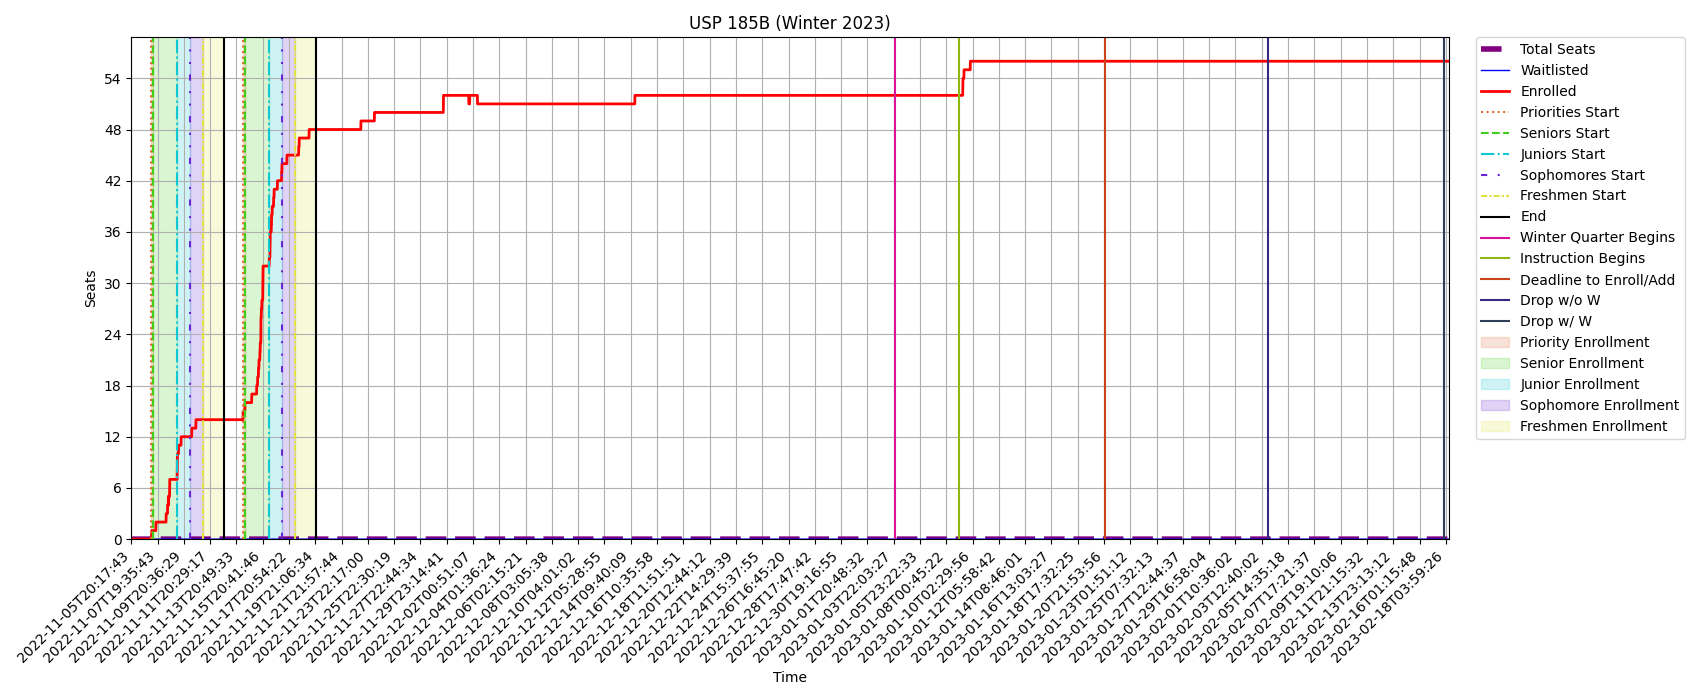 USP 185B (Winter 2023)
Seats
54
48
42
36
30
24
18
12
6
0
2022-11-05T20:17:43
2022-11-07T19:35:43
2022-11-09T20:36:29
2022-11-11T20:29:17
2022-11-13T20:49:33
2022-11-15T20:41:46
2022-11-17T20:54:22
2022-11-19T21:06:34
2022-11-21T21:57:44
2022-11-23T22:17:00
2022-11-25T22:30:19
2022-11-27T22:44:34
2022-11-29T23:14:41
2022-12-02T00:51:07
2022-12-04T01:36:24
2022-12-06T02:15:21
2022-12-08T03:05:38
2022-12-10T04:01:02
2022-12-12T05:28:55
2022-12-14T09:40:09
2022-12-16T10:35:58
2022-12-18T11:51:51
2022-12-20T12:44:12
2022-12-22T14:29:39
2022-12-24T15:37:55
2022-12-26T16:45:20
2022-12-28T17:47:42
2022-12-30T19:16:55
2023-01-01T20:48:32
2023-01-03T22:03:27
2023-01-05T23:22:33
2023-01-08T00:45:22
2023-01-10T02:29:56
2023-01-12T05:58:42
2023-01-14T08:46:01
2023-01-16T13:03:27
2023-01-18T17:32:25
2023-01-20T21:53:56
2023-01-23T01:51:12
2023-01-25T07:32:13
2023-01-27T12:44:37
2023-01-29T16:58:04
2023-02-01T10:36:02
2023-02-03T12:40:02
2023-02-05T14:35:18
2023-02-07T17:21:37
2023-02-09T19:10:06
2023-02-11T21:15:32
2023-02-13T23:13:12
2023-02-16T01:15:48
2023-02-18T03:59:26
Time
Total Seats
Waitlisted
Enrolled
Priorities Start
Seniors Start
Juniors Start
Sophomores Start
Freshmen Start
End
Winter Quarter Begins
Instruction Begins
Deadline to Enroll/Add
Drop w/o W
Drop w/ W
Priority Enrollment
Senior Enrollment
Junior Enrollment
Sophomore Enrollment
Freshmen Enrollment